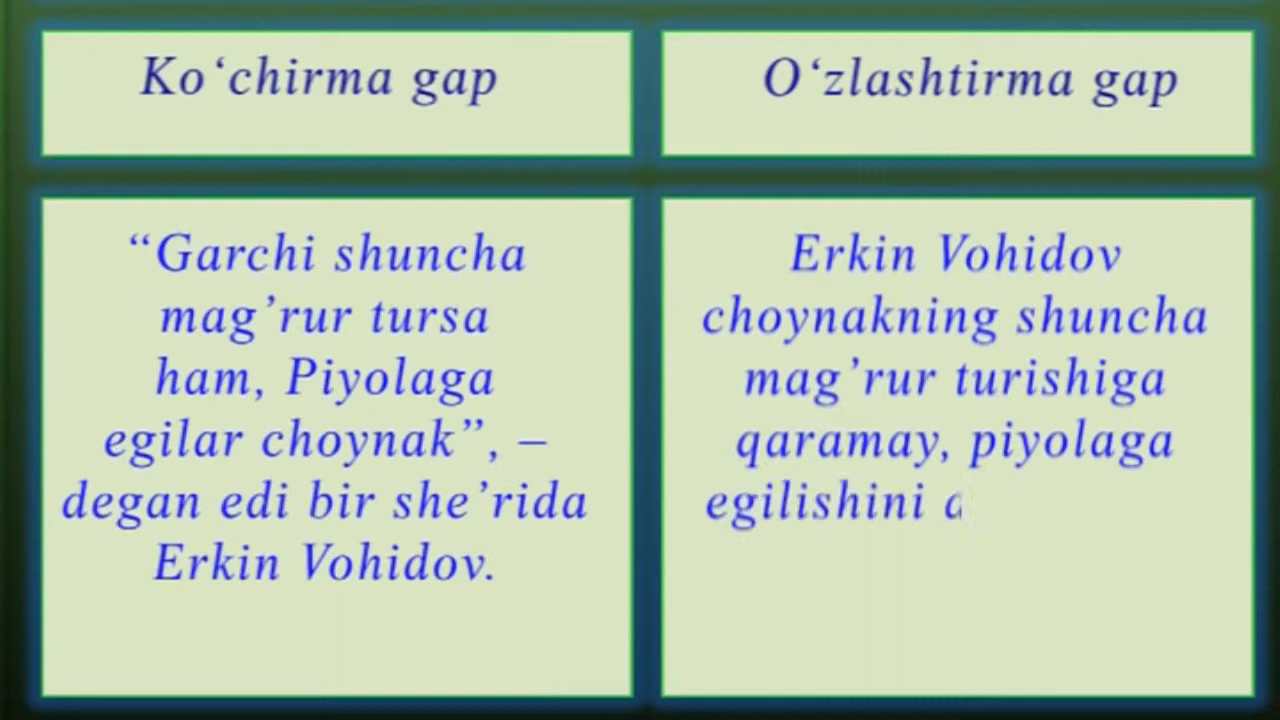 Ko‘chirma gap
O‘zlashtirma gap
“Garchi shuncha
mag’rur tursa
ham, Piyolaga
egilar choynak”, –
degan edi bir she’rida
Erkin Vohidov.
Erkin Vohidov
choynakning shuncha
mag’rur turishiga
qaramay, piyolaga
egilishini